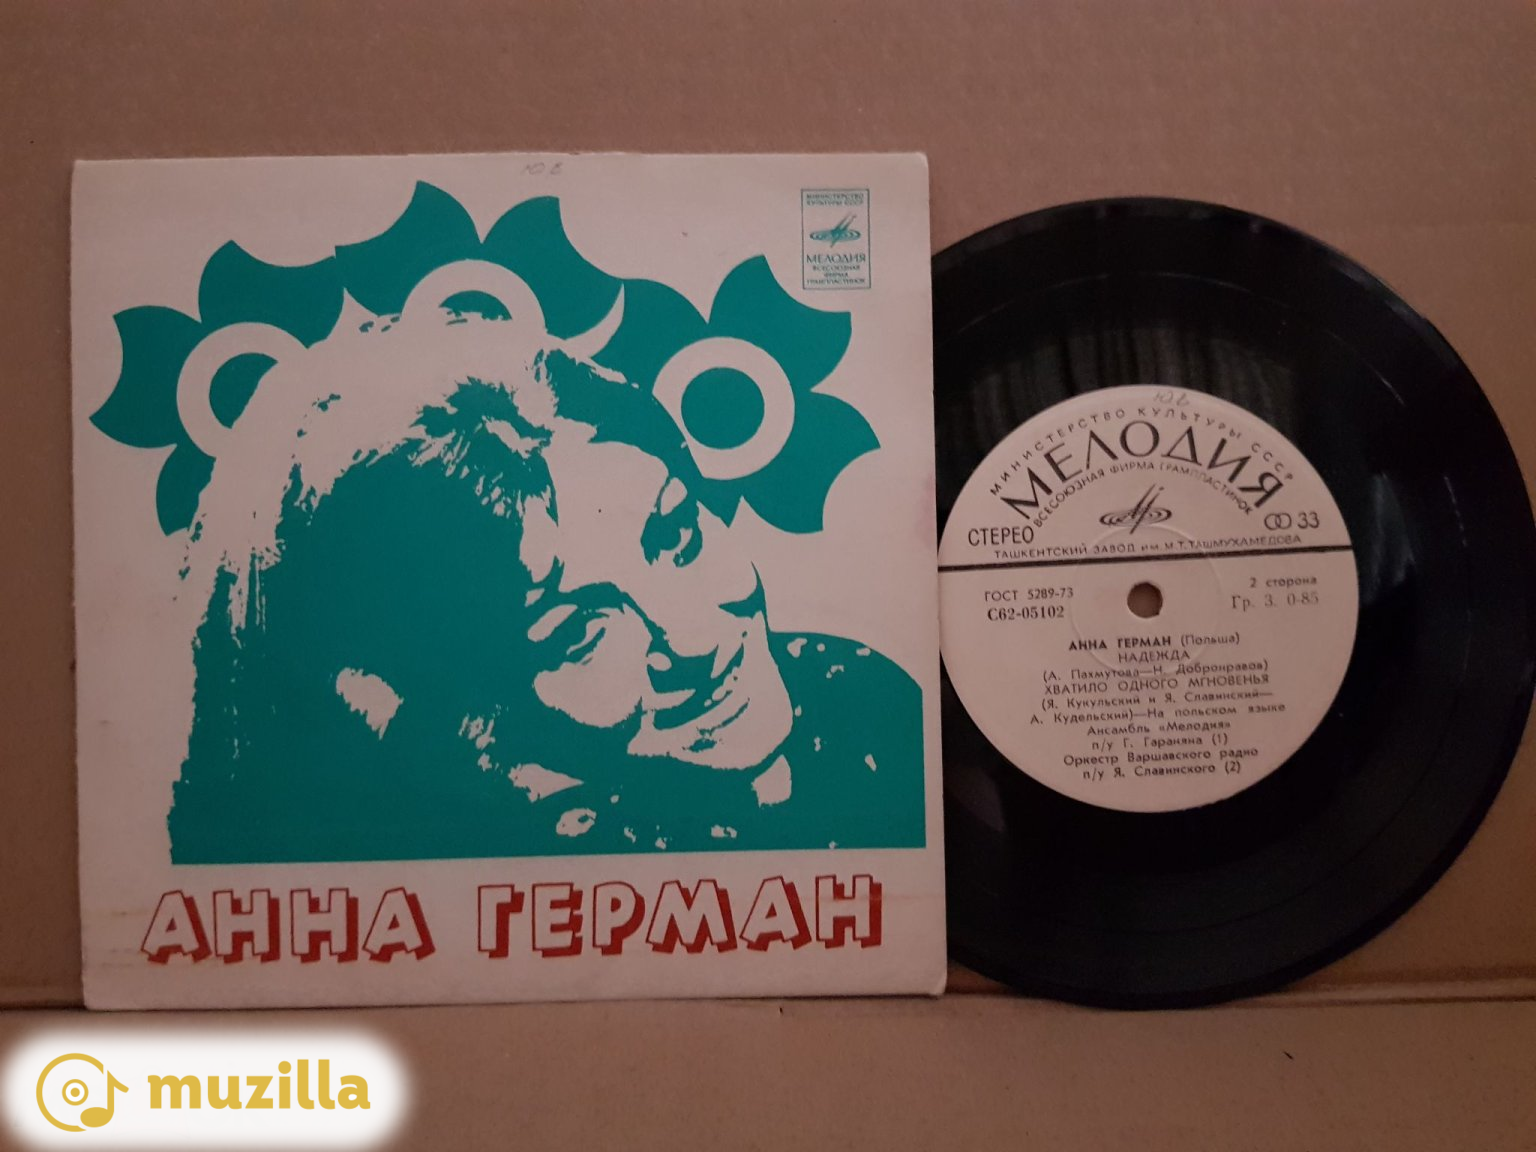 Ю.В
МИНИСТЕРСТВО
КУЛЬТУРЫ СССР
МЕЛОДИЯ
ВСЕСОЮЗНАЯ
ФИРМА
ГРАМПЛАСТИНОК
АННА ГЕРМАН
Ю.В
МИНИСТЕРСТВО КУЛЬТУРЫ СССР
МЕЛОДИЯ
ВСЕСОЮЗНАЯ ФИРМА ГРАМПЛАСТИНОК
СТЕРЕО
33
ТАШКЕНТСКИЙ ЗАВОД ИМ. М.Т.ТАШМУХАМЕДОВА
ГОСТ 5289-73
2 сторона
С62-05102
Гр. 3. 0-85
АННА ГЕРМАН (Польша)
НАДЕЖДА
(А. Пахмутова—Н. Добронравов)
ХВАТИЛО ОДНОГО МГНОВЕНЬЯ
(Я. Кукульский и Я. Славинский—
А. Кудельский)—На польском языке
Ансамбль «Мелодия»
п/у Г. Гараняна (1)
Оркестр Варшавского радио
п/у Я. Славинского (2)
muzilla